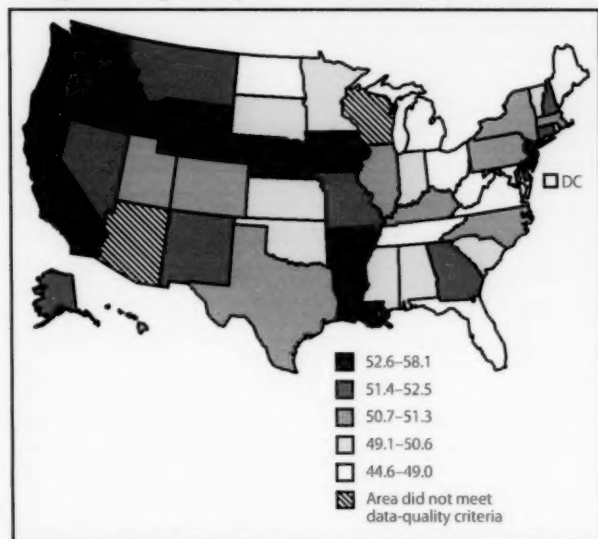 DC
52.6–58.1
51.4–52.5
50.7–51.3
49.1–50.6
44.6–49.0
Area did not meet
data-quality criteria